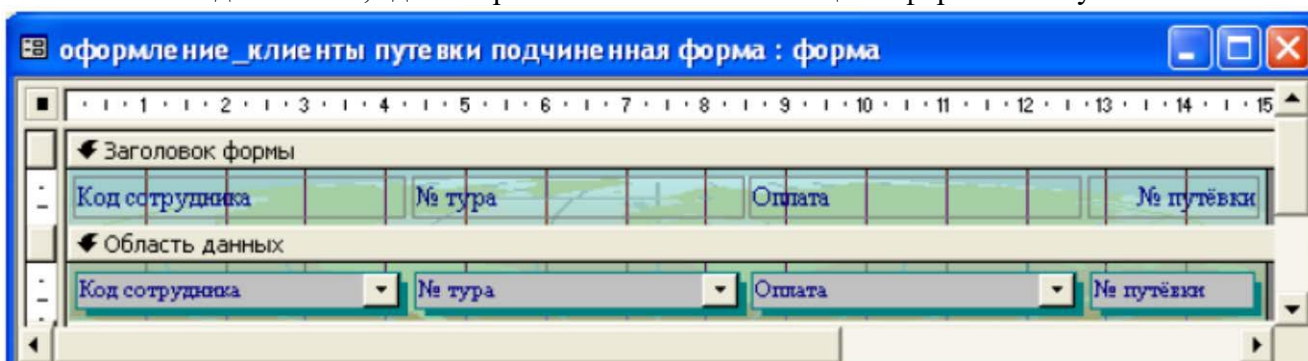 оформление_клиенты путевки подчиненная форма : форма
1 2 3 4 5 6 7 8 9 10 11 12 13 14 15
Заголовок формы
Код сотрудника № тура Оплата № путёвки
Область данных
Код сотрудника № тура Оплата № путёвки